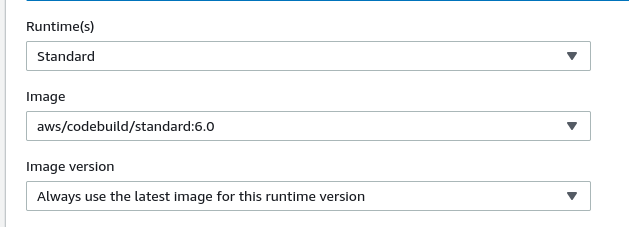 Runtime(s)
Standard
Image
aws/codebuild/standard:6.0
Image version
Always use the latest image for this runtime version